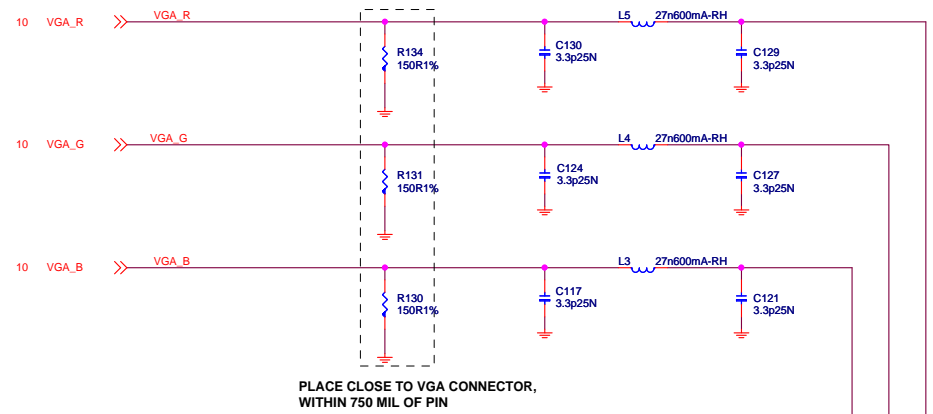 10 VGA_R VGA_R L5 27n600mA-RH
R134
150R1%
C130
3.3p25N
C129
3.3p25N
10 VGA_G VGA_G L4 27n600mA-RH
R131
150R1%
C124
3.3p25N
C127
3.3p25N
10 VGA_B VGA_B L3 27n600mA-RH
R130
150R1%
C117
3.3p25N
C121
3.3p25N
PLACE CLOSE TO VGA CONNECTOR,
WITHIN 750 MIL OF PIN